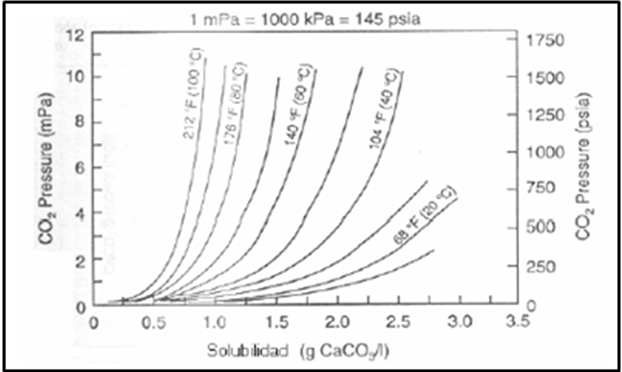 1 mPa = 1000 kPa = 145 psia
CO2 Pressure (mPa)
12
10
8
6
4
2
0
212 °F (100 °C)
176 °F (80 °C)
140 °F (60 °C)
104 °F (40 °C)
68 °F (20 °C)
1750
1500
1250
1000
750
500
250
0
CO2 Pressure (psia)
0 0.5 1.0 1.5 2.0 2.5 3.0 3.5
Solubilidad (g CaCO3/l)